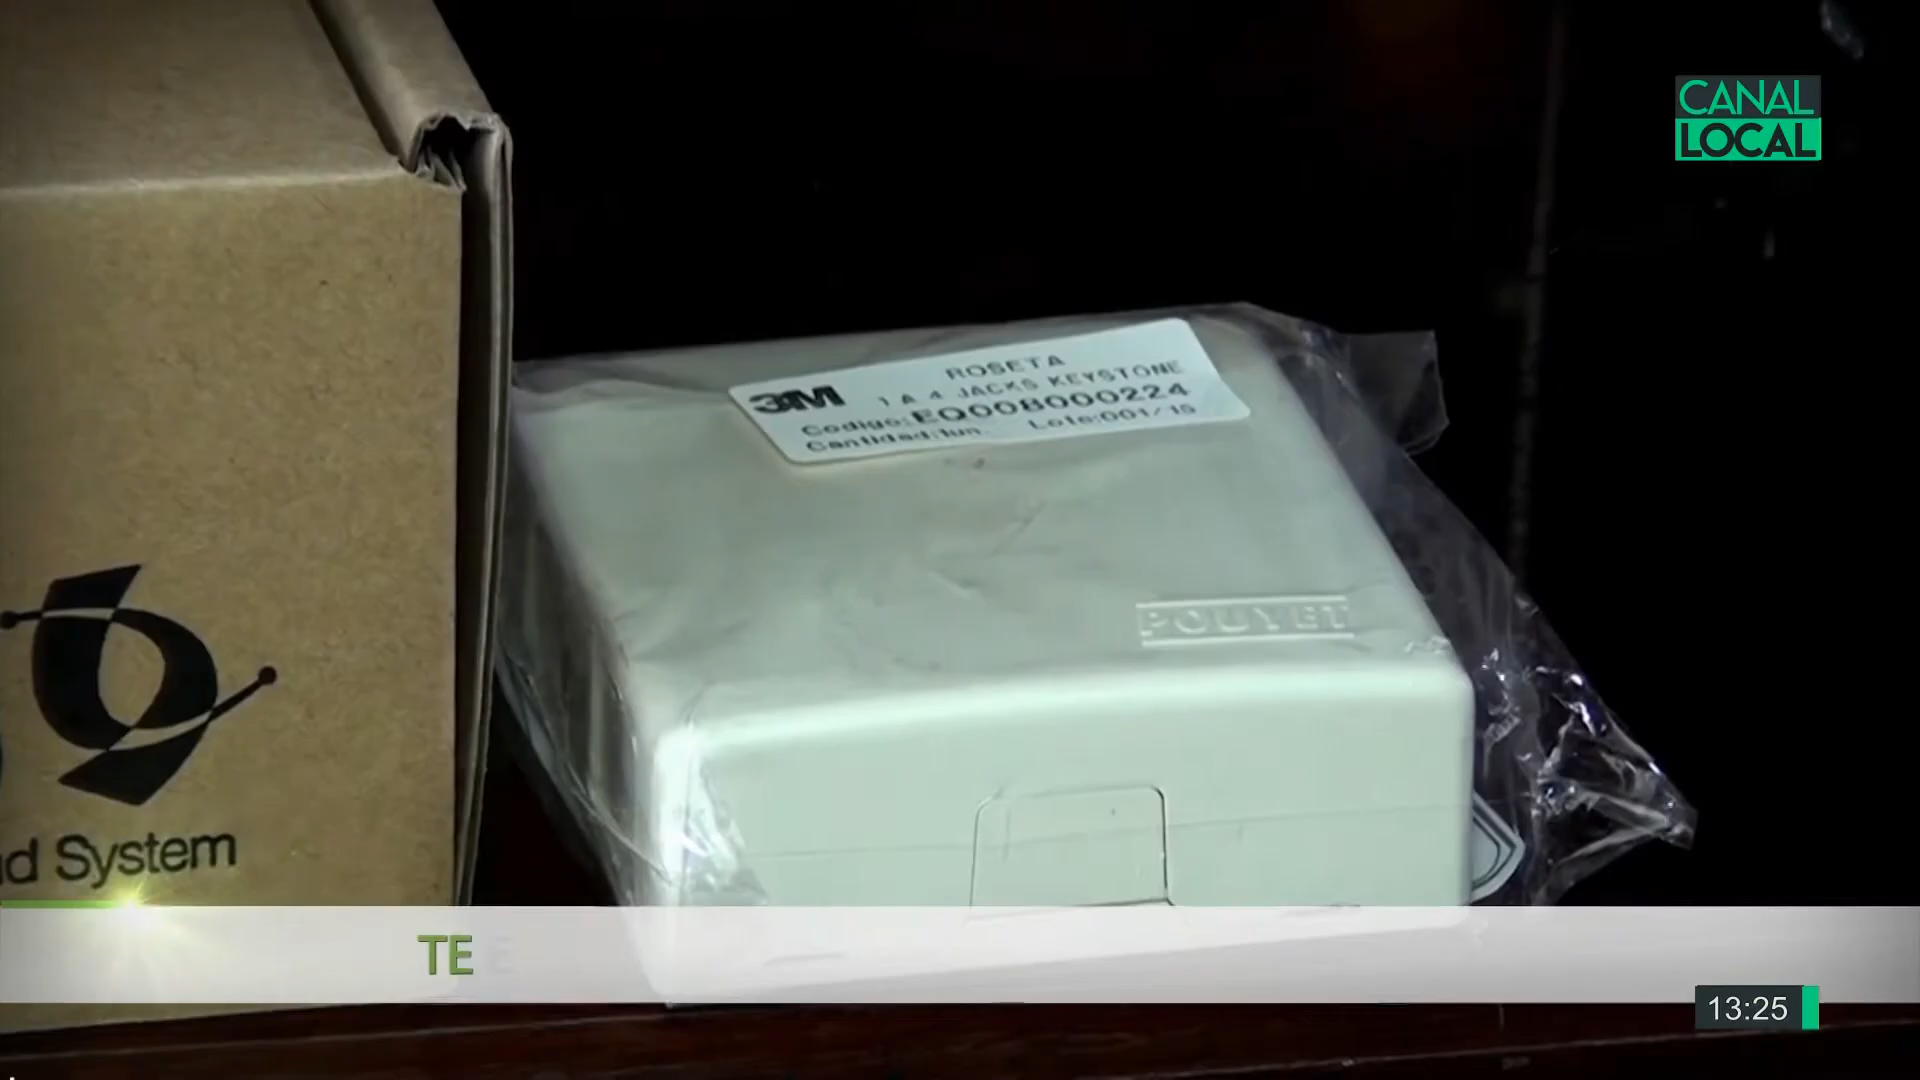 CANAL
LOCAL
ROSETA
3M 1 A 4 JACKS KEYSTONE
Codigo: EQ008000224
Cantidad: 1un. Lote: 001/15
POUYET
System
TE
13:25